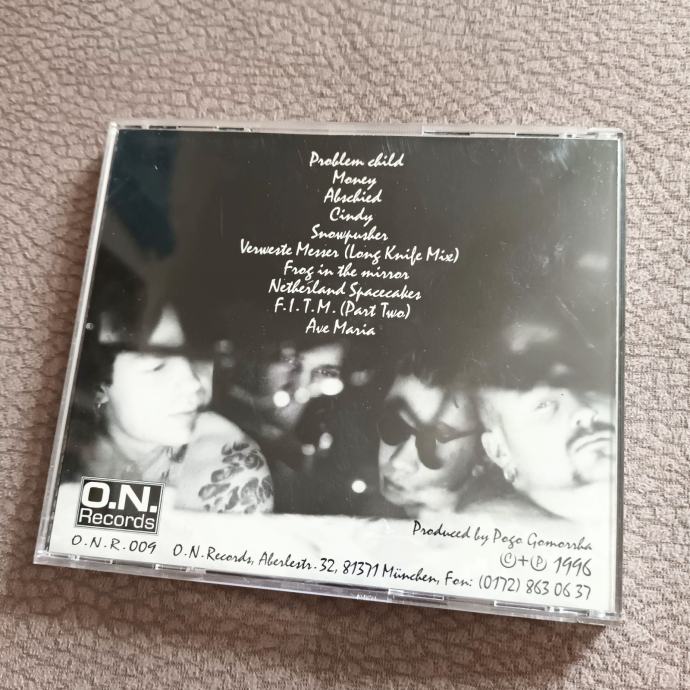 Problem child
Money
Abschied
Cindy
Snowpusher
Verweste Messer (Long Knife Mix)
Frog in the mirror
Netherland Spacecakes
F.I.T.M. (Part Two)
Ave Maria
O.N.
Records
O.N.R. 009
Produced by Pogo Gomorrha
©+℗ 1996
O.N.Records, Aberlestr. 32, 81371 München, Fon: (0172) 863 06 37